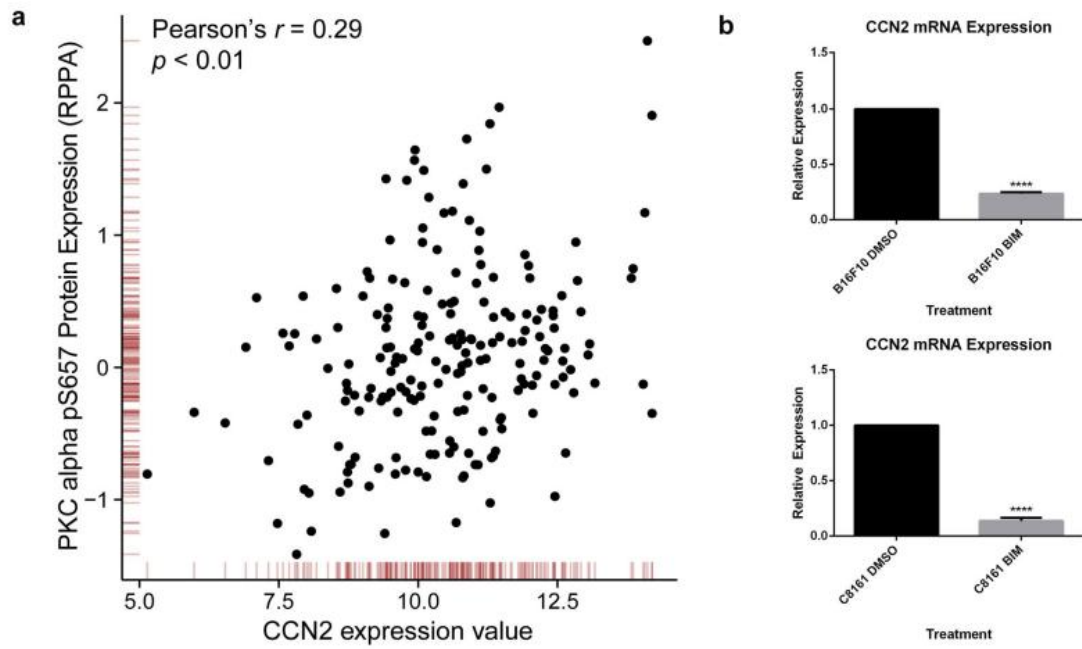 a
Pearson's r = 0.29
p < 0.01
PKC alpha pS657 Protein Expression (RPPA)
2
1
0
−1
5.0 7.5 10.0 12.5
CCN2 expression value
b
CCN2 mRNA Expression
Relative Expression
1.5
1.0
0.5
0.0
****
B16F10 DMSO
B16F10 BIM
Treatment
CCN2 mRNA Expression
Relative Expression
1.5
1.0
0.5
0.0
****
C8161 DMSO
C8161 BIM
Treatment